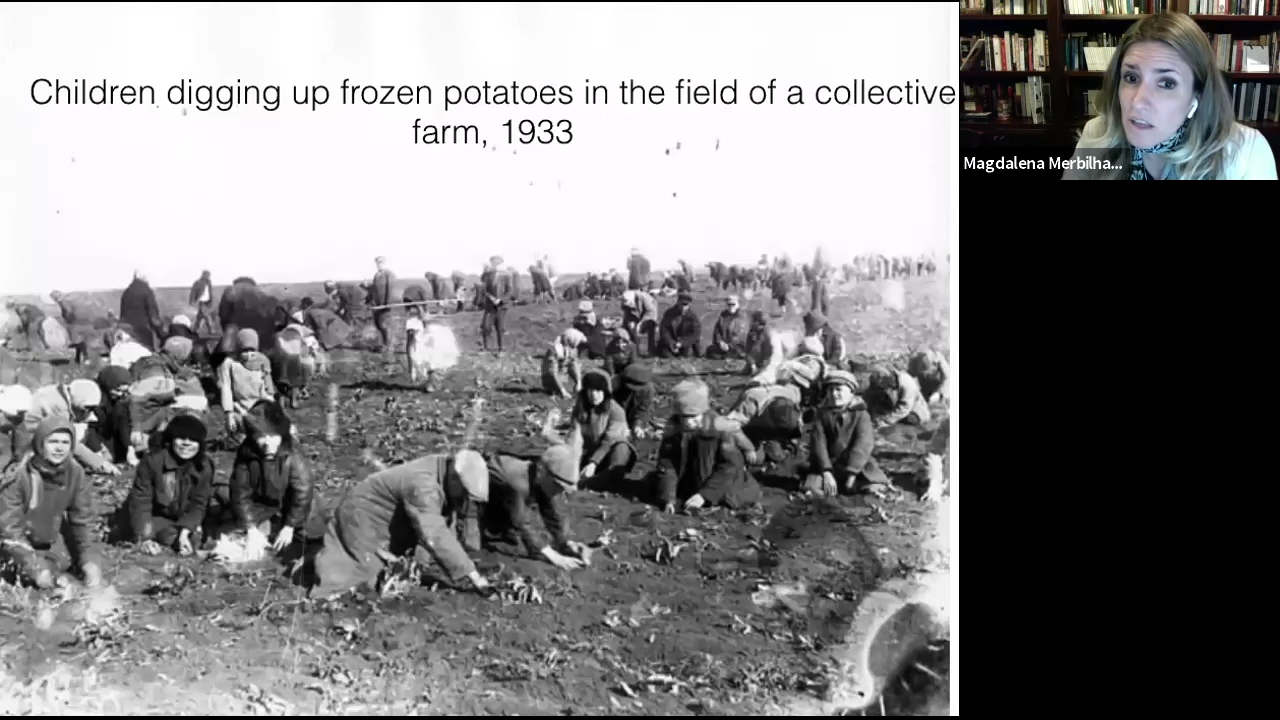 Children digging up frozen potatoes in the field of a collective
farm, 1933
Magdalena Merbilha...